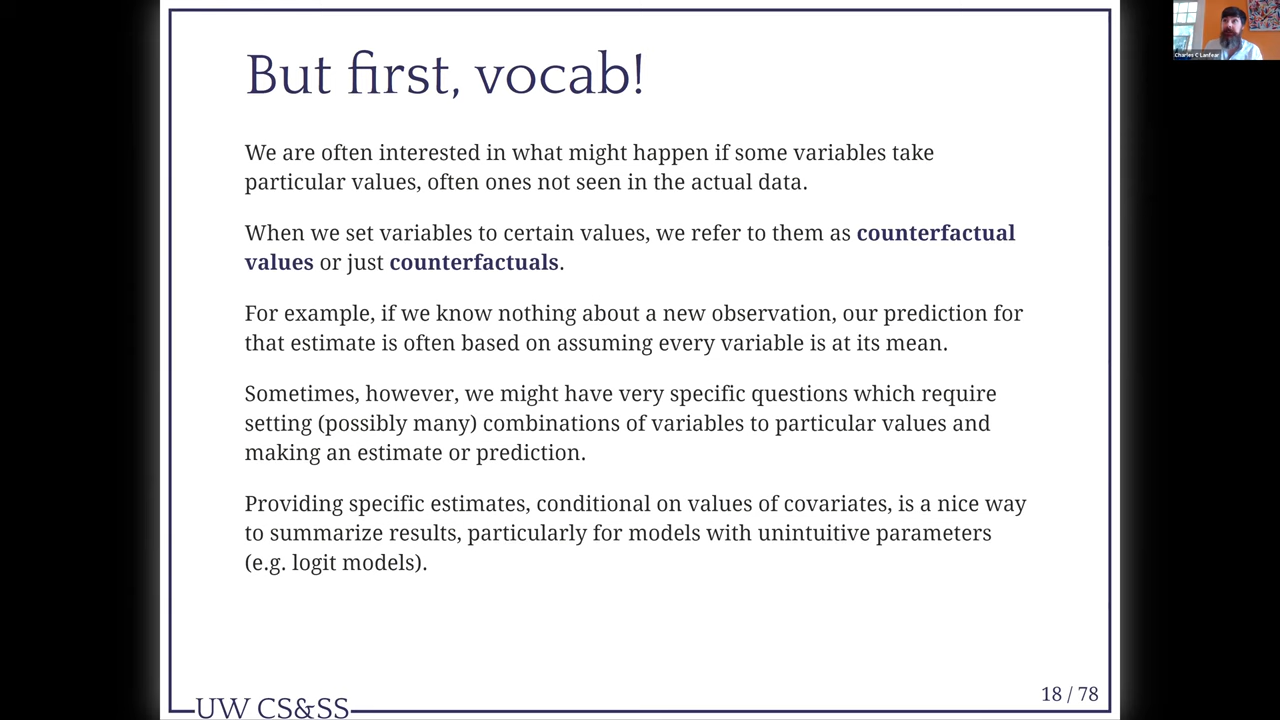 But first, vocab!
We are often interested in what might happen if some variables take
particular values, often ones not seen in the actual data.
When we set variables to certain values, we refer to them as counterfactual
values or just counterfactuals.
For example, if we know nothing about a new observation, our prediction for
that estimate is often based on assuming every variable is at its mean.
Sometimes, however, we might have very specific questions which require
setting (possibly many) combinations of variables to particular values and
making an estimate or prediction.
Providing specific estimates, conditional on values of covariates, is a nice way
to summarize results, particularly for models with unintuitive parameters
(e.g. logit models).
UW CS&SS
18 / 78
Charles C Lanfear